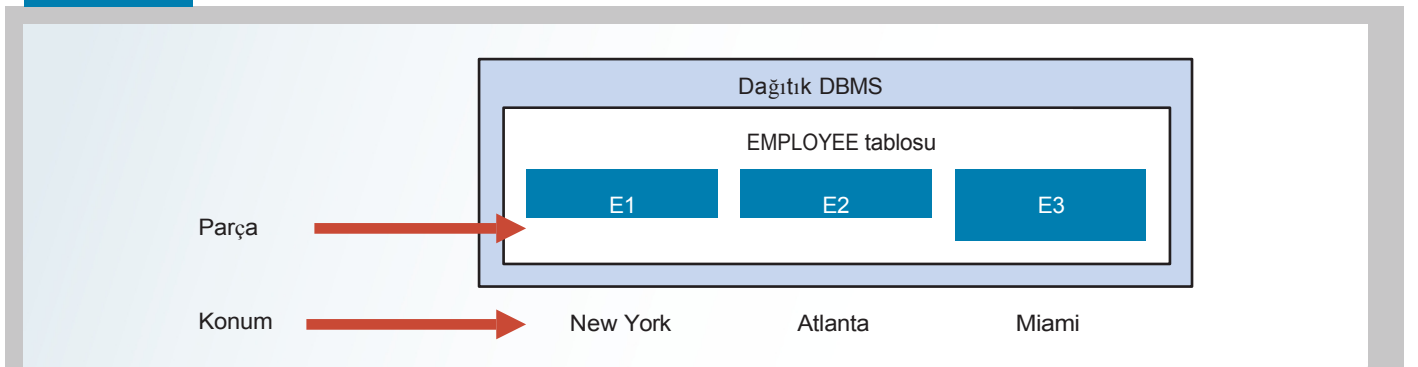 Dağıtık DBMS
EMPLOYEE tablosu
E1 E2 E3
Parça
Konum New York Atlanta Miami